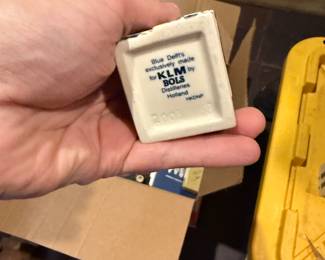 Blue Delft's
exclusively made
for KLM by
BOLS
Distilleries
Holland